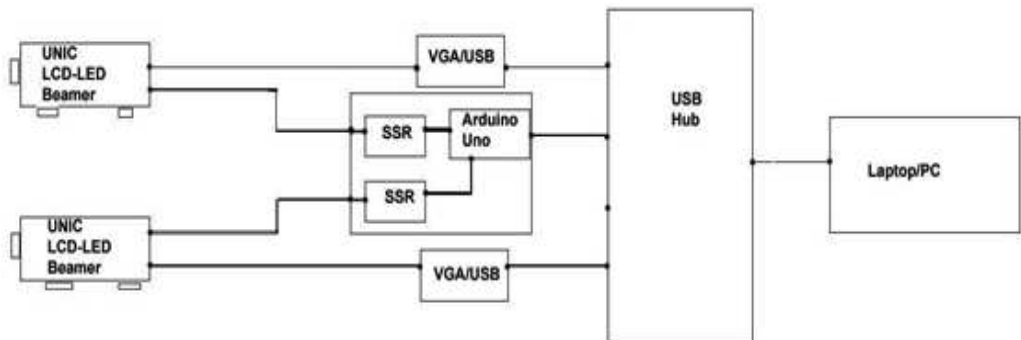 UNIC
LCD-LED
Beamer
VGA/USB
SSR
Arduino
Uno
SSR
UNIC
LCD-LED
Beamer
VGA/USB
USB
Hub
Laptop/PC